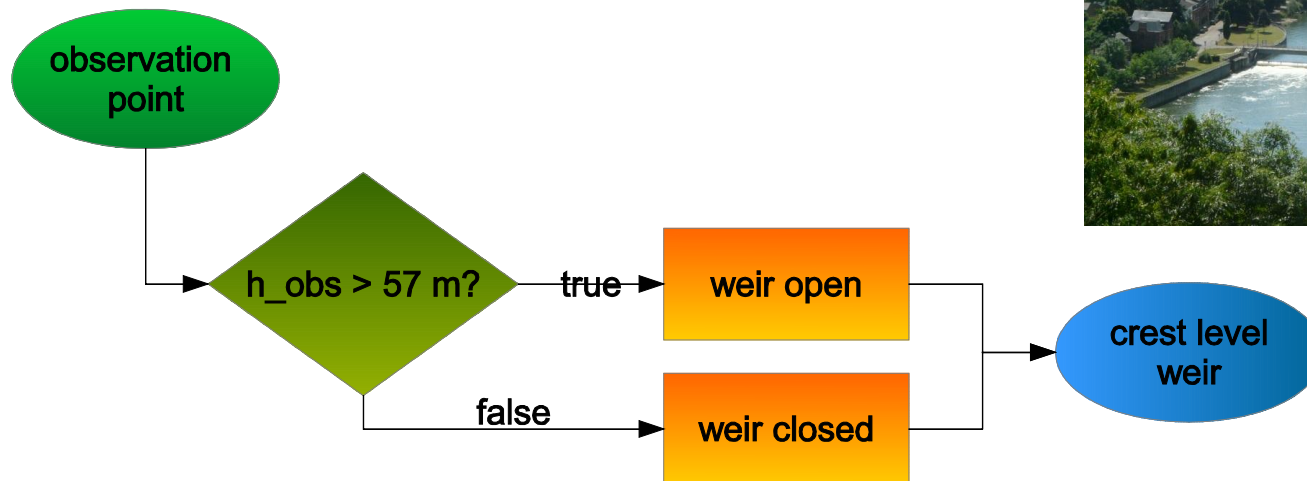 observation
point
h_obs > 57 m?
true
weir open
false
weir closed
crest level
weir